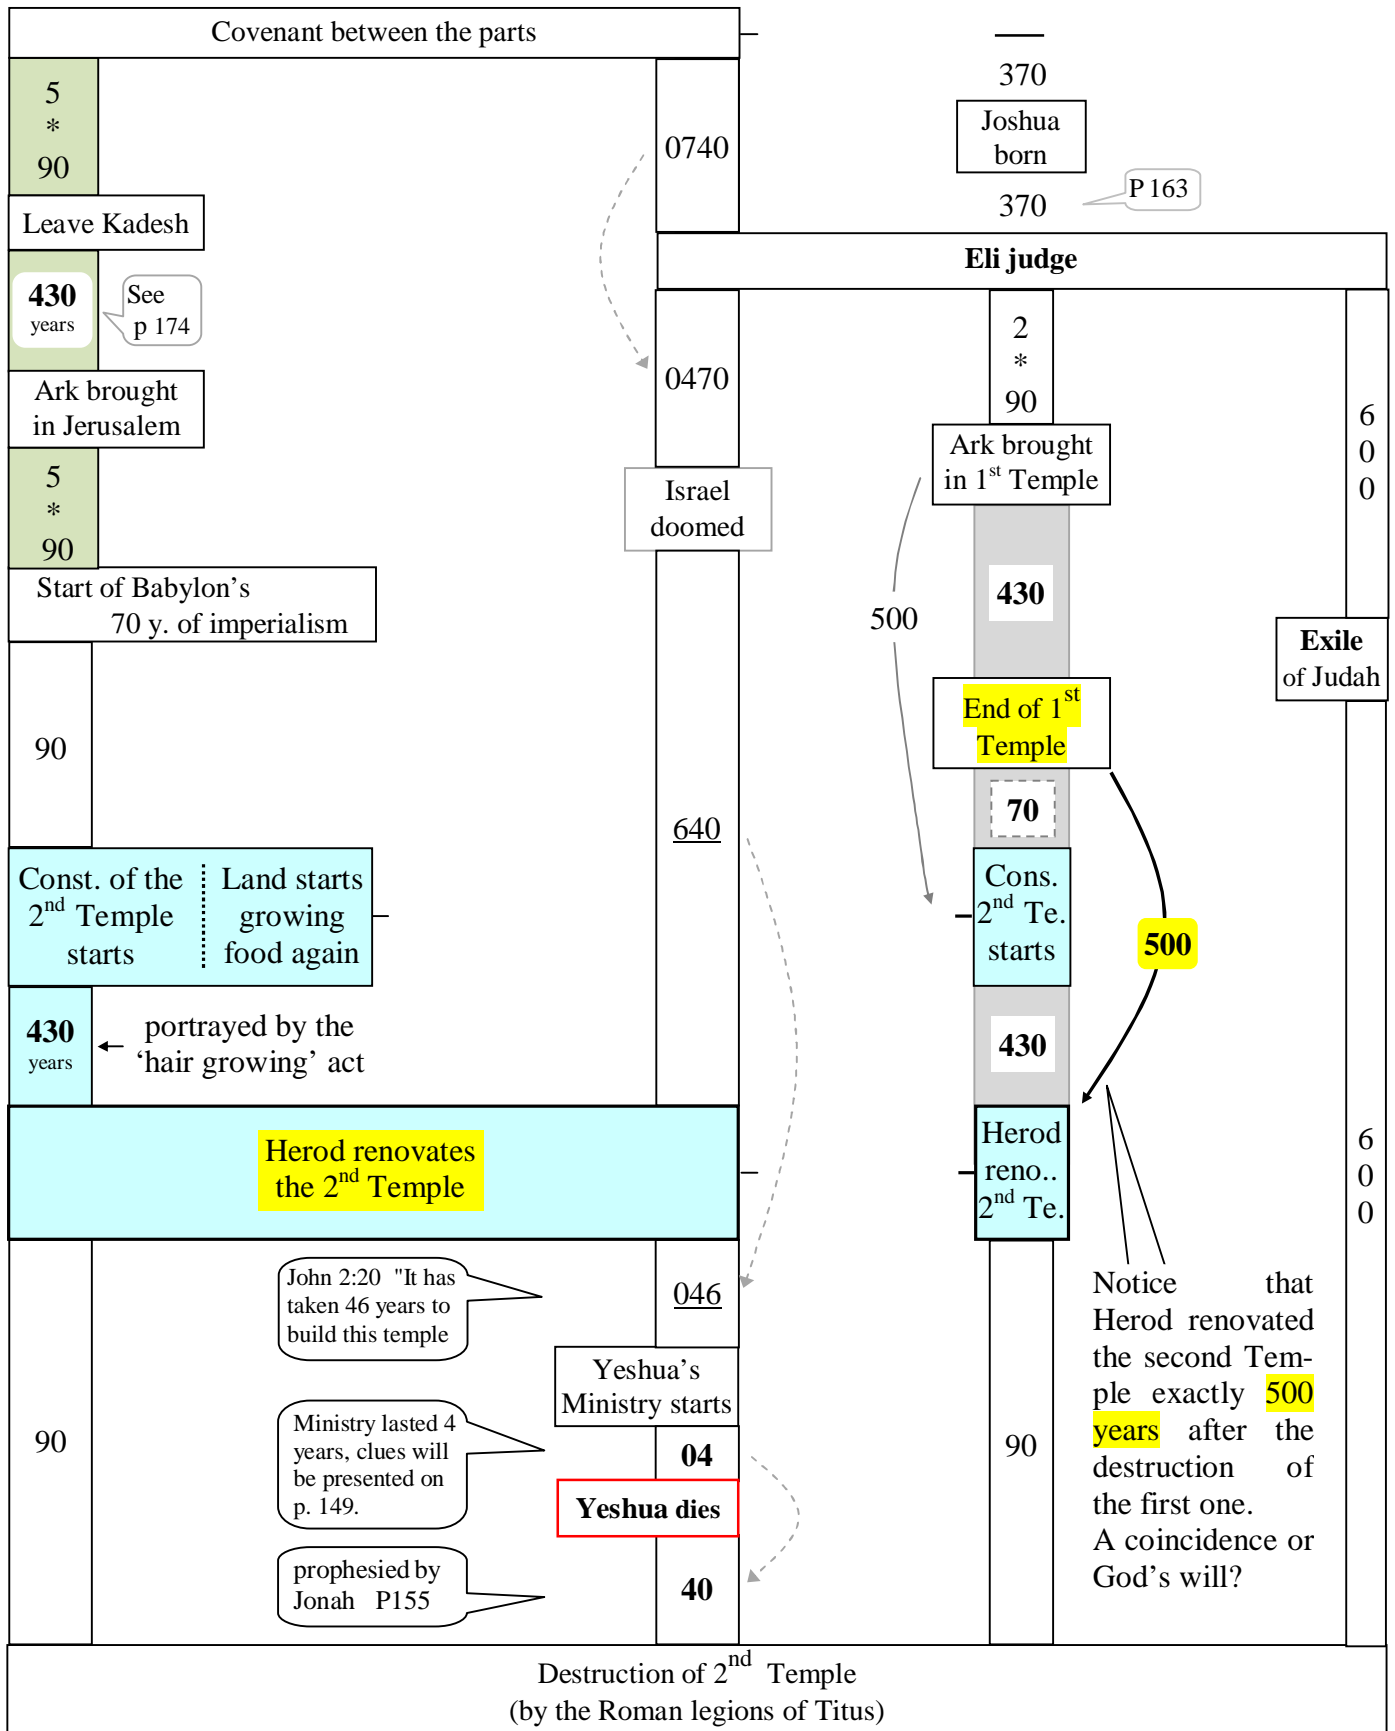 Covenant between the parts
5
*
90
Leave Kadesh
430
years
See
p 174
Ark brought
in Jerusalem
5
*
90
Start of Babylon's
70 y. of imperialism
90
Const. of the
2nd Temple
starts
Land starts
growing
food again
430
years
portrayed by the
'hair growing' act
Herod renovates
the 2nd Temple
90
0740
0470
Israel
doomed
640
John 2:20 "It has
taken 46 years to
build this temple
046
Yeshua's
Ministry starts
Ministry lasted 4
years, clues will
be presented on
p. 149.
04
Yeshua dies
prophesied by
Jonah P155
40
370
Joshua
born
370
P 163
Eli judge
2
*
90
Ark brought
in 1st Temple
500
430
End of 1st
Temple
70
Cons.
2nd Te.
starts
500
430
Herod
reno..
2nd Te.
90
Notice that
Herod renovated
the second Tem-
ple exactly 500
years after the
destruction of
the first one.
A coincidence or
God's will?
6
0
0
Exile
of Judah
6
0
0
Destruction of 2nd Temple
(by the Roman legions of Titus)